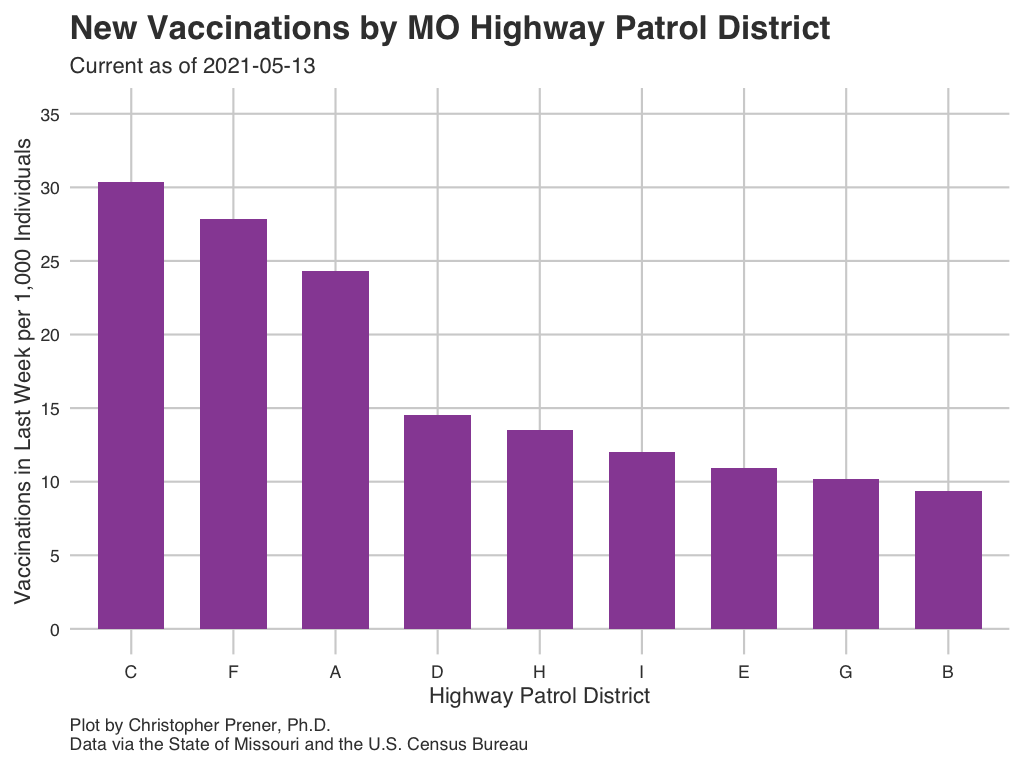 New Vaccinations by MO Highway Patrol District
Current as of 2021-05-13
Vaccinations in Last Week per 1,000 Individuals
35
30
25
20
15
10
5
0
C F A D H I E G B
Highway Patrol District
Plot by Christopher Prener, Ph.D.
Data via the State of Missouri and the U.S. Census Bureau